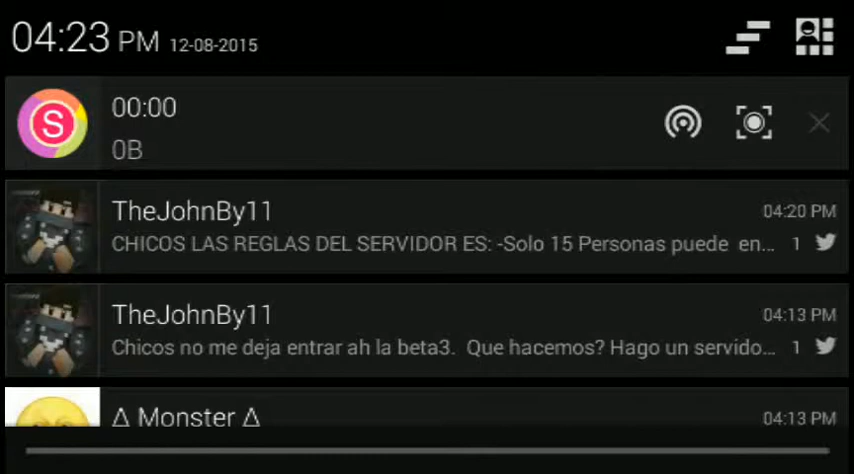 04:23 PM 12-08-2015
S
00:00
0B
TheJohnBy11
04:20 PM
CHICOS LAS REGLAS DEL SERVIDOR ES: -Solo 15 Personas puede en...
1
TheJohnBy11
04:13 PM
Chicos no me deja entrar ah la beta3. Que hacemos? Hago un servido...
1
Δ Monster Δ
04:13 PM